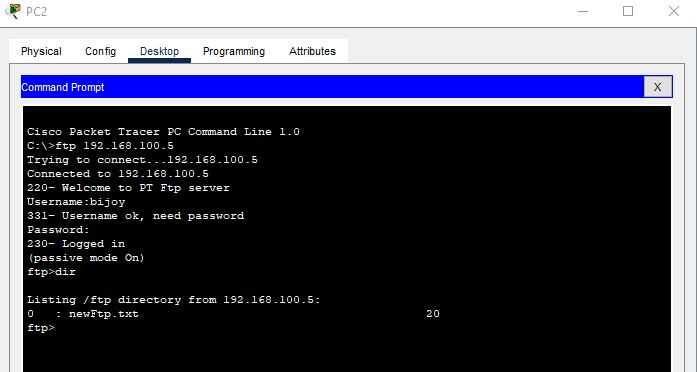 PC2
Physical Config Desktop Programming Attributes
Command Prompt X
Cisco Packet Tracer PC Command Line 1.0
C:\>ftp 192.168.100.5
Trying to connect...192.168.100.5
Connected to 192.168.100.5
220- Welcome to PT Ftp server
Username:bijoy
331- Username ok, need password
Password:
230- Logged in
(passive mode On)
ftp>dir
Listing /ftp directory from 192.168.100.5:
0   : newFtp.txt                                         20
ftp>